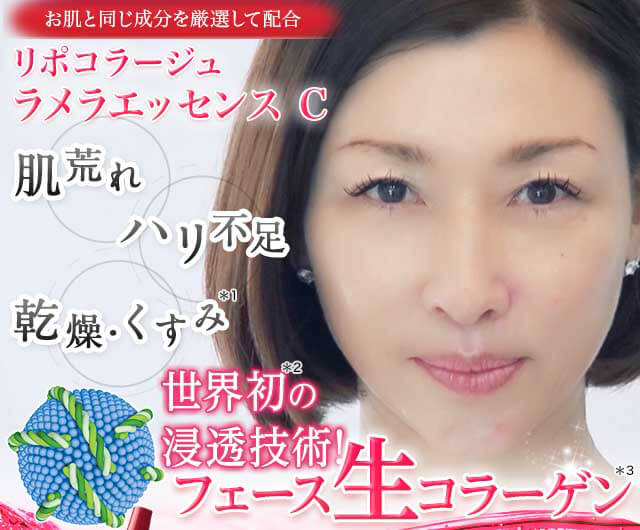 お肌と同じ成分を厳選して配合
リポコラージュ
ラメラエッセンス C
肌荒れ
ハリ不足
乾燥・くすみ*1
世界初の*2
浸透技術!
フェース生コラーゲン*3